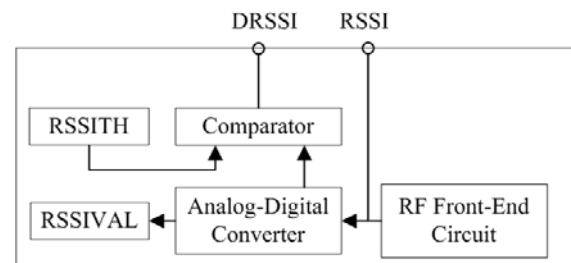 DRSSI RSSI
RSSITH
Comparator
RSSIVAL
Analog-Digital
Converter
RF Front-End
Circuit